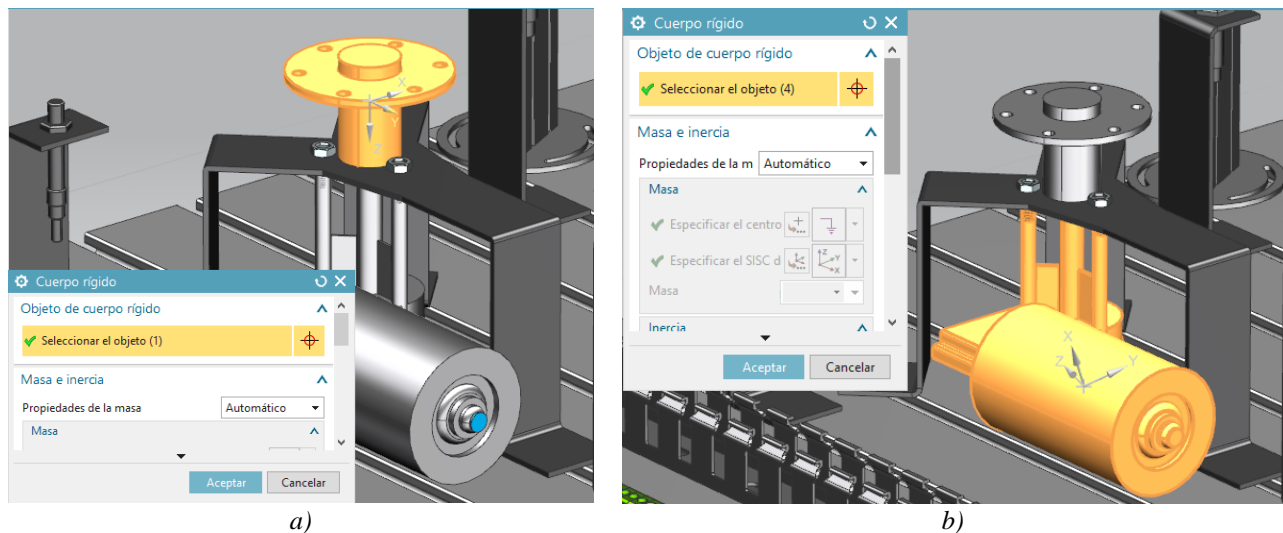 Cuerpo rígido
Objeto de cuerpo rígido
Seleccionar el objeto (1)
Masa e inercia
Propiedades de la masa Automático
Masa
Aceptar Cancelar
a)
Cuerpo rígido
Objeto de cuerpo rígido
Seleccionar el objeto (4)
Masa e inercia
Propiedades de la m Automático
Masa
Especificar el centro
Especificar el SISC d
Masa
Inercia
Aceptar Cancelar
b)
X
Y
Z
X
Y
Z